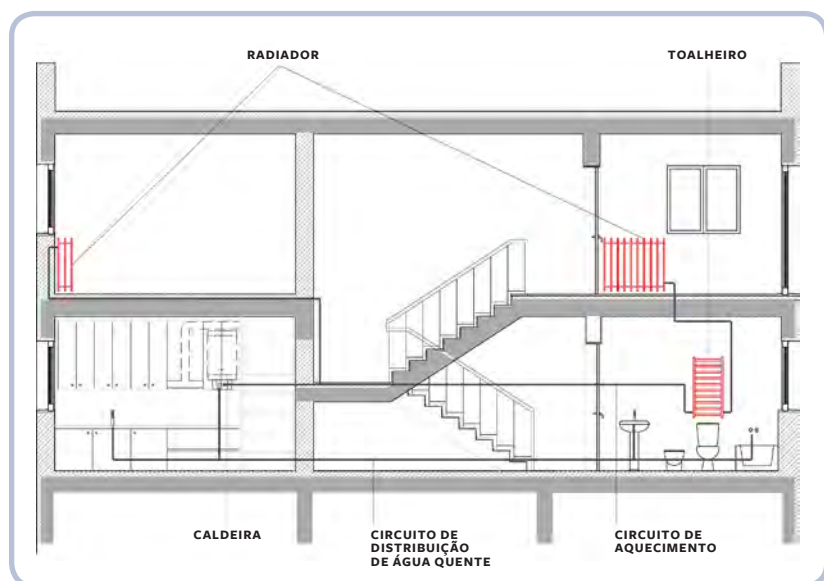 RADIADOR
TOALHEIRO
CALDEIRA
CIRCUITO DE
DISTRIBUIÇÃO
DE ÁGUA QUENTE
CIRCUITO DE
AQUECIMENTO